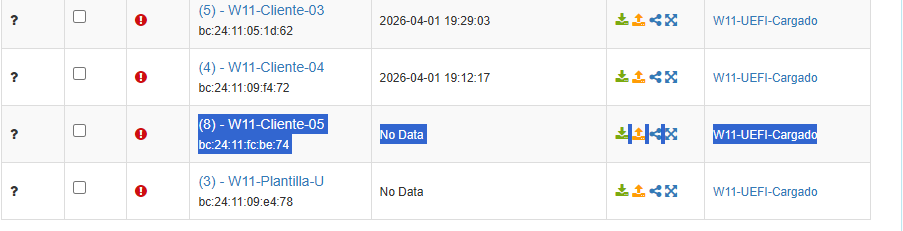 ? (5) - W11-Cliente-03 2026-04-01 19:29:03 W11-UEFI-Cargado
bc:24:11:05:1d:62
? (4) - W11-Cliente-04 2026-04-01 19:12:17 W11-UEFI-Cargado
bc:24:11:09:f4:72
? (8) - W11-Cliente-05 No Data W11-UEFI-Cargado
bc:24:11:fc:be:74
? (3) - W11-Plantilla-U No Data W11-UEFI-Cargado
bc:24:11:09:e4:78